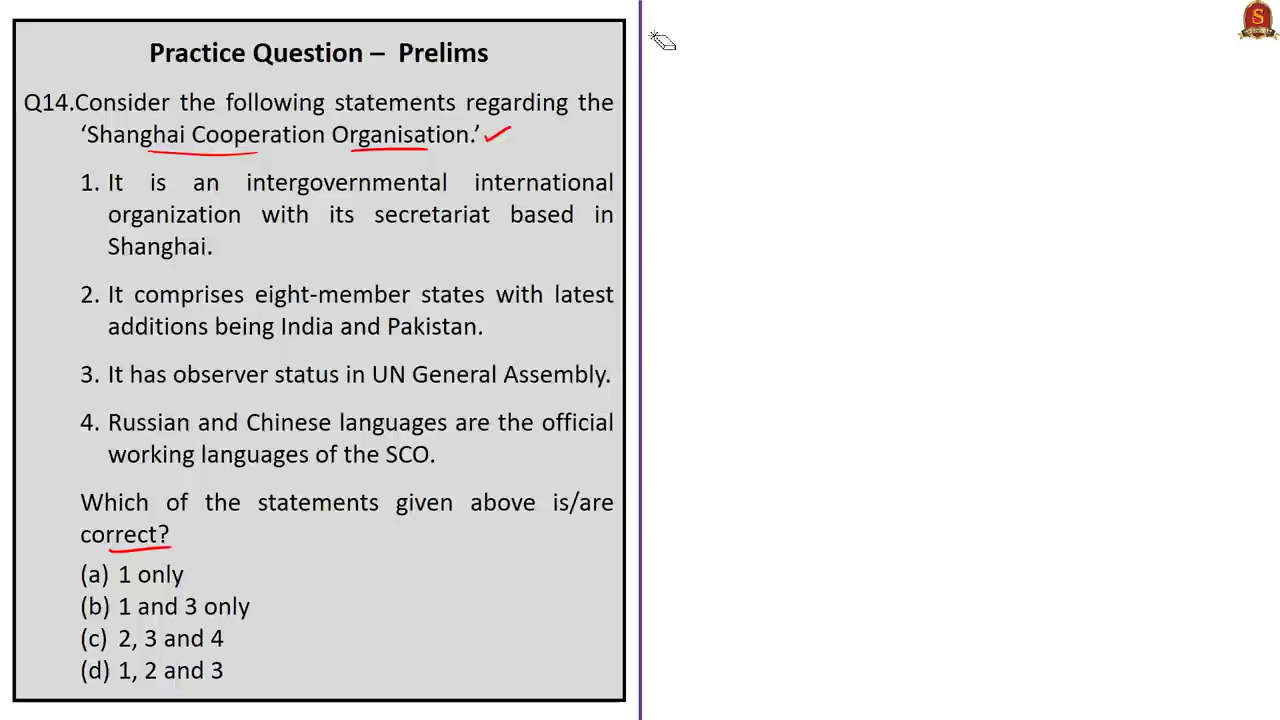 Practice Question – Prelims
Q14.Consider the following statements regarding the
‘Shanghai Cooperation Organisation.’
1. It is an intergovernmental international
organization with its secretariat based in
Shanghai.
2. It comprises eight-member states with latest
additions being India and Pakistan.
3. It has observer status in UN General Assembly.
4. Russian and Chinese languages are the official
working languages of the SCO.
Which of the statements given above is/are
correct?
(a) 1 only
(b) 1 and 3 only
(c) 2, 3 and 4
(d) 1, 2 and 3
S